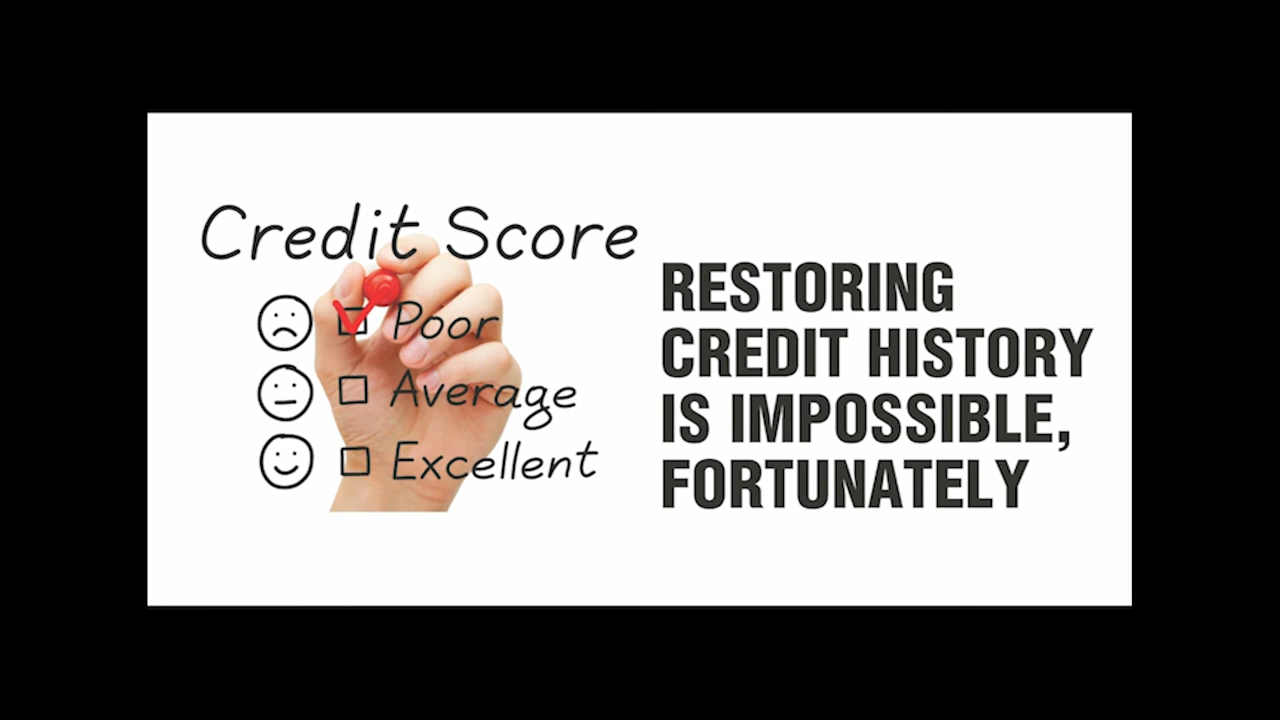 Credit Score
Poor
Average
Excellent
RESTORING
CREDIT HISTORY
IS IMPOSSIBLE,
FORTUNATELY